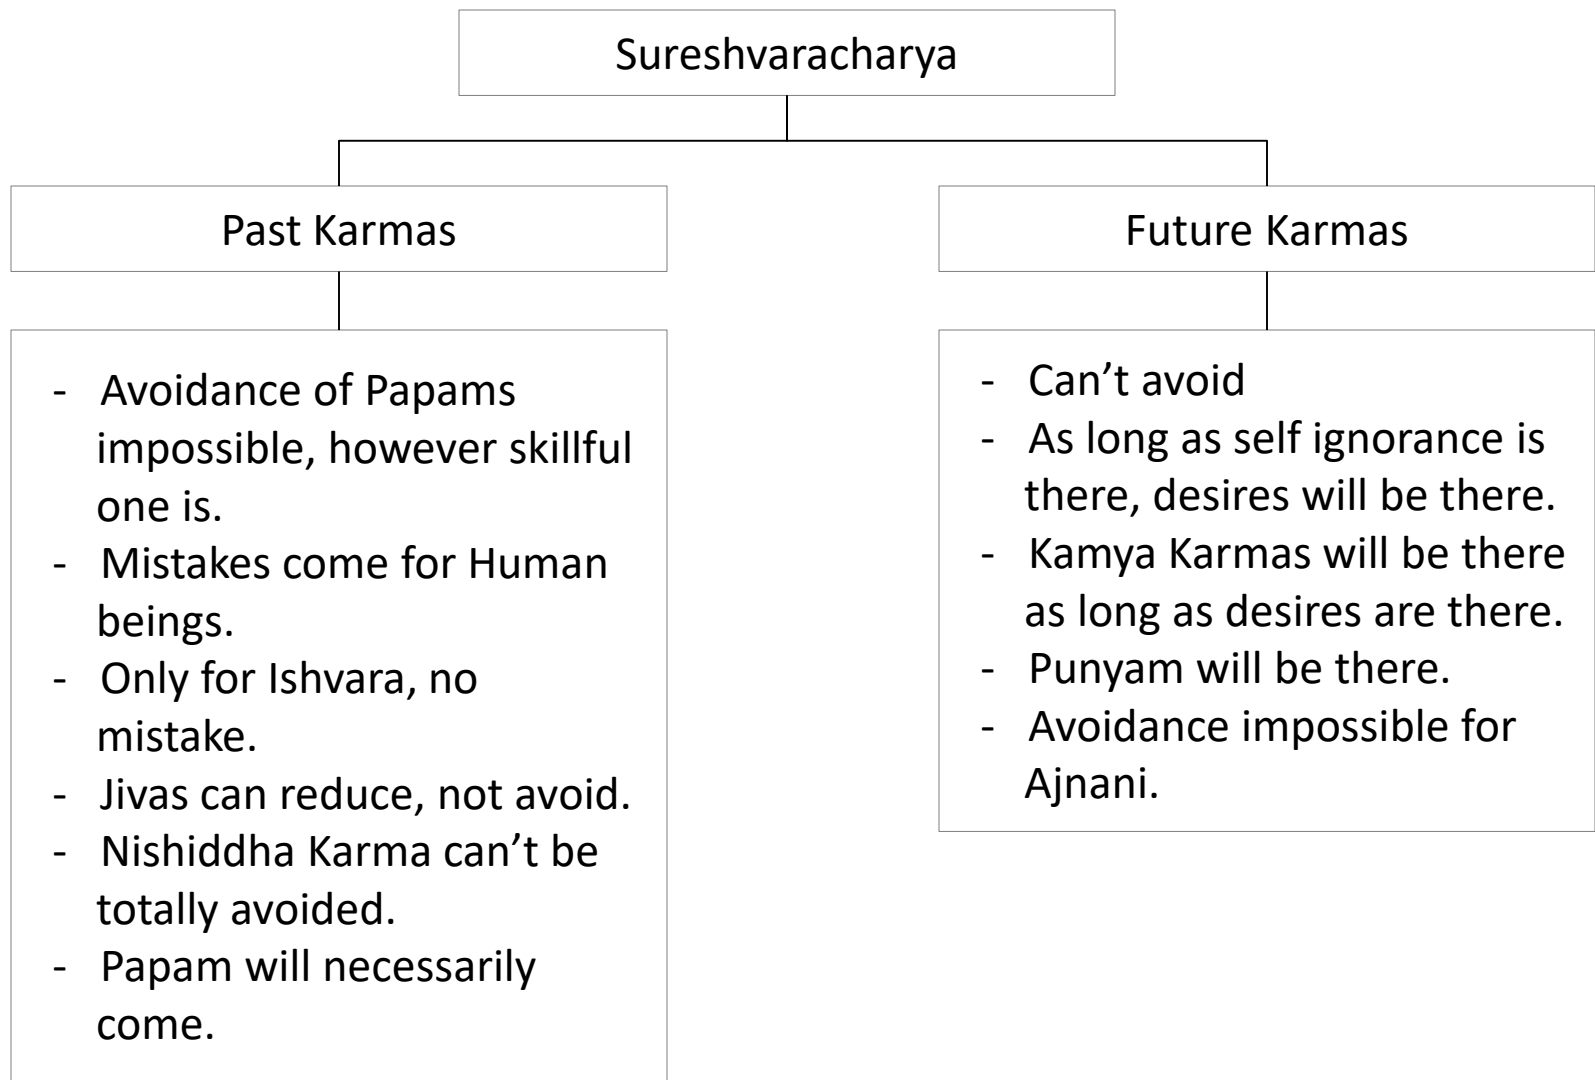 Sureshvaracharya
Past Karmas
- Avoidance of Papams
impossible, however skillful
one is.
- Mistakes come for Human
beings.
- Only for Ishvara, no
mistake.
- Jivas can reduce, not avoid.
- Nishiddha Karma can’t be
totally avoided.
- Papam will necessarily
come.
Future Karmas
- Can’t avoid
- As long as self ignorance is
there, desires will be there.
- Kamya Karmas will be there
as long as desires are there.
- Punyam will be there.
- Avoidance impossible for
Ajnani.